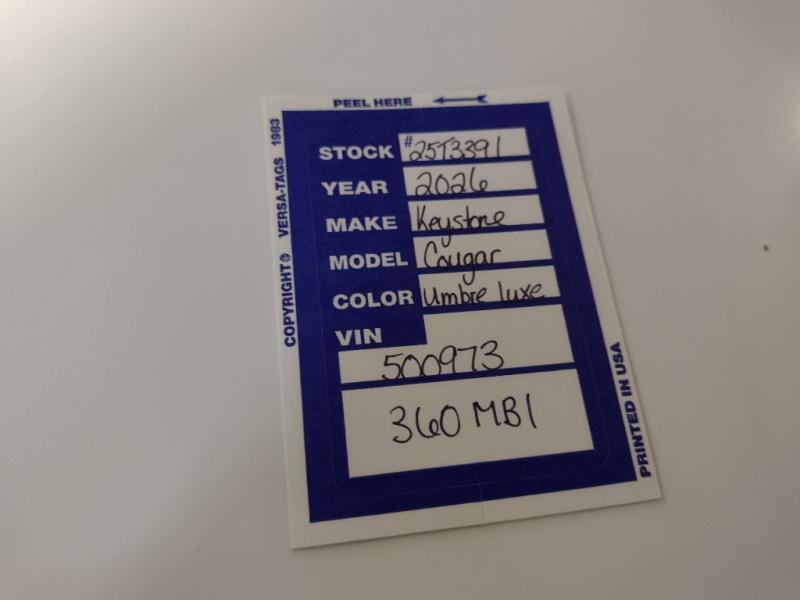 PEEL HERE
STOCK #25T3391
YEAR 2026
MAKE Keystone
MODEL Cougar
COLOR Umbre luxe
VIN
500973
360 MBI
COPYRIGHT© VERSA-TAGS 1983
PRINTED IN USA